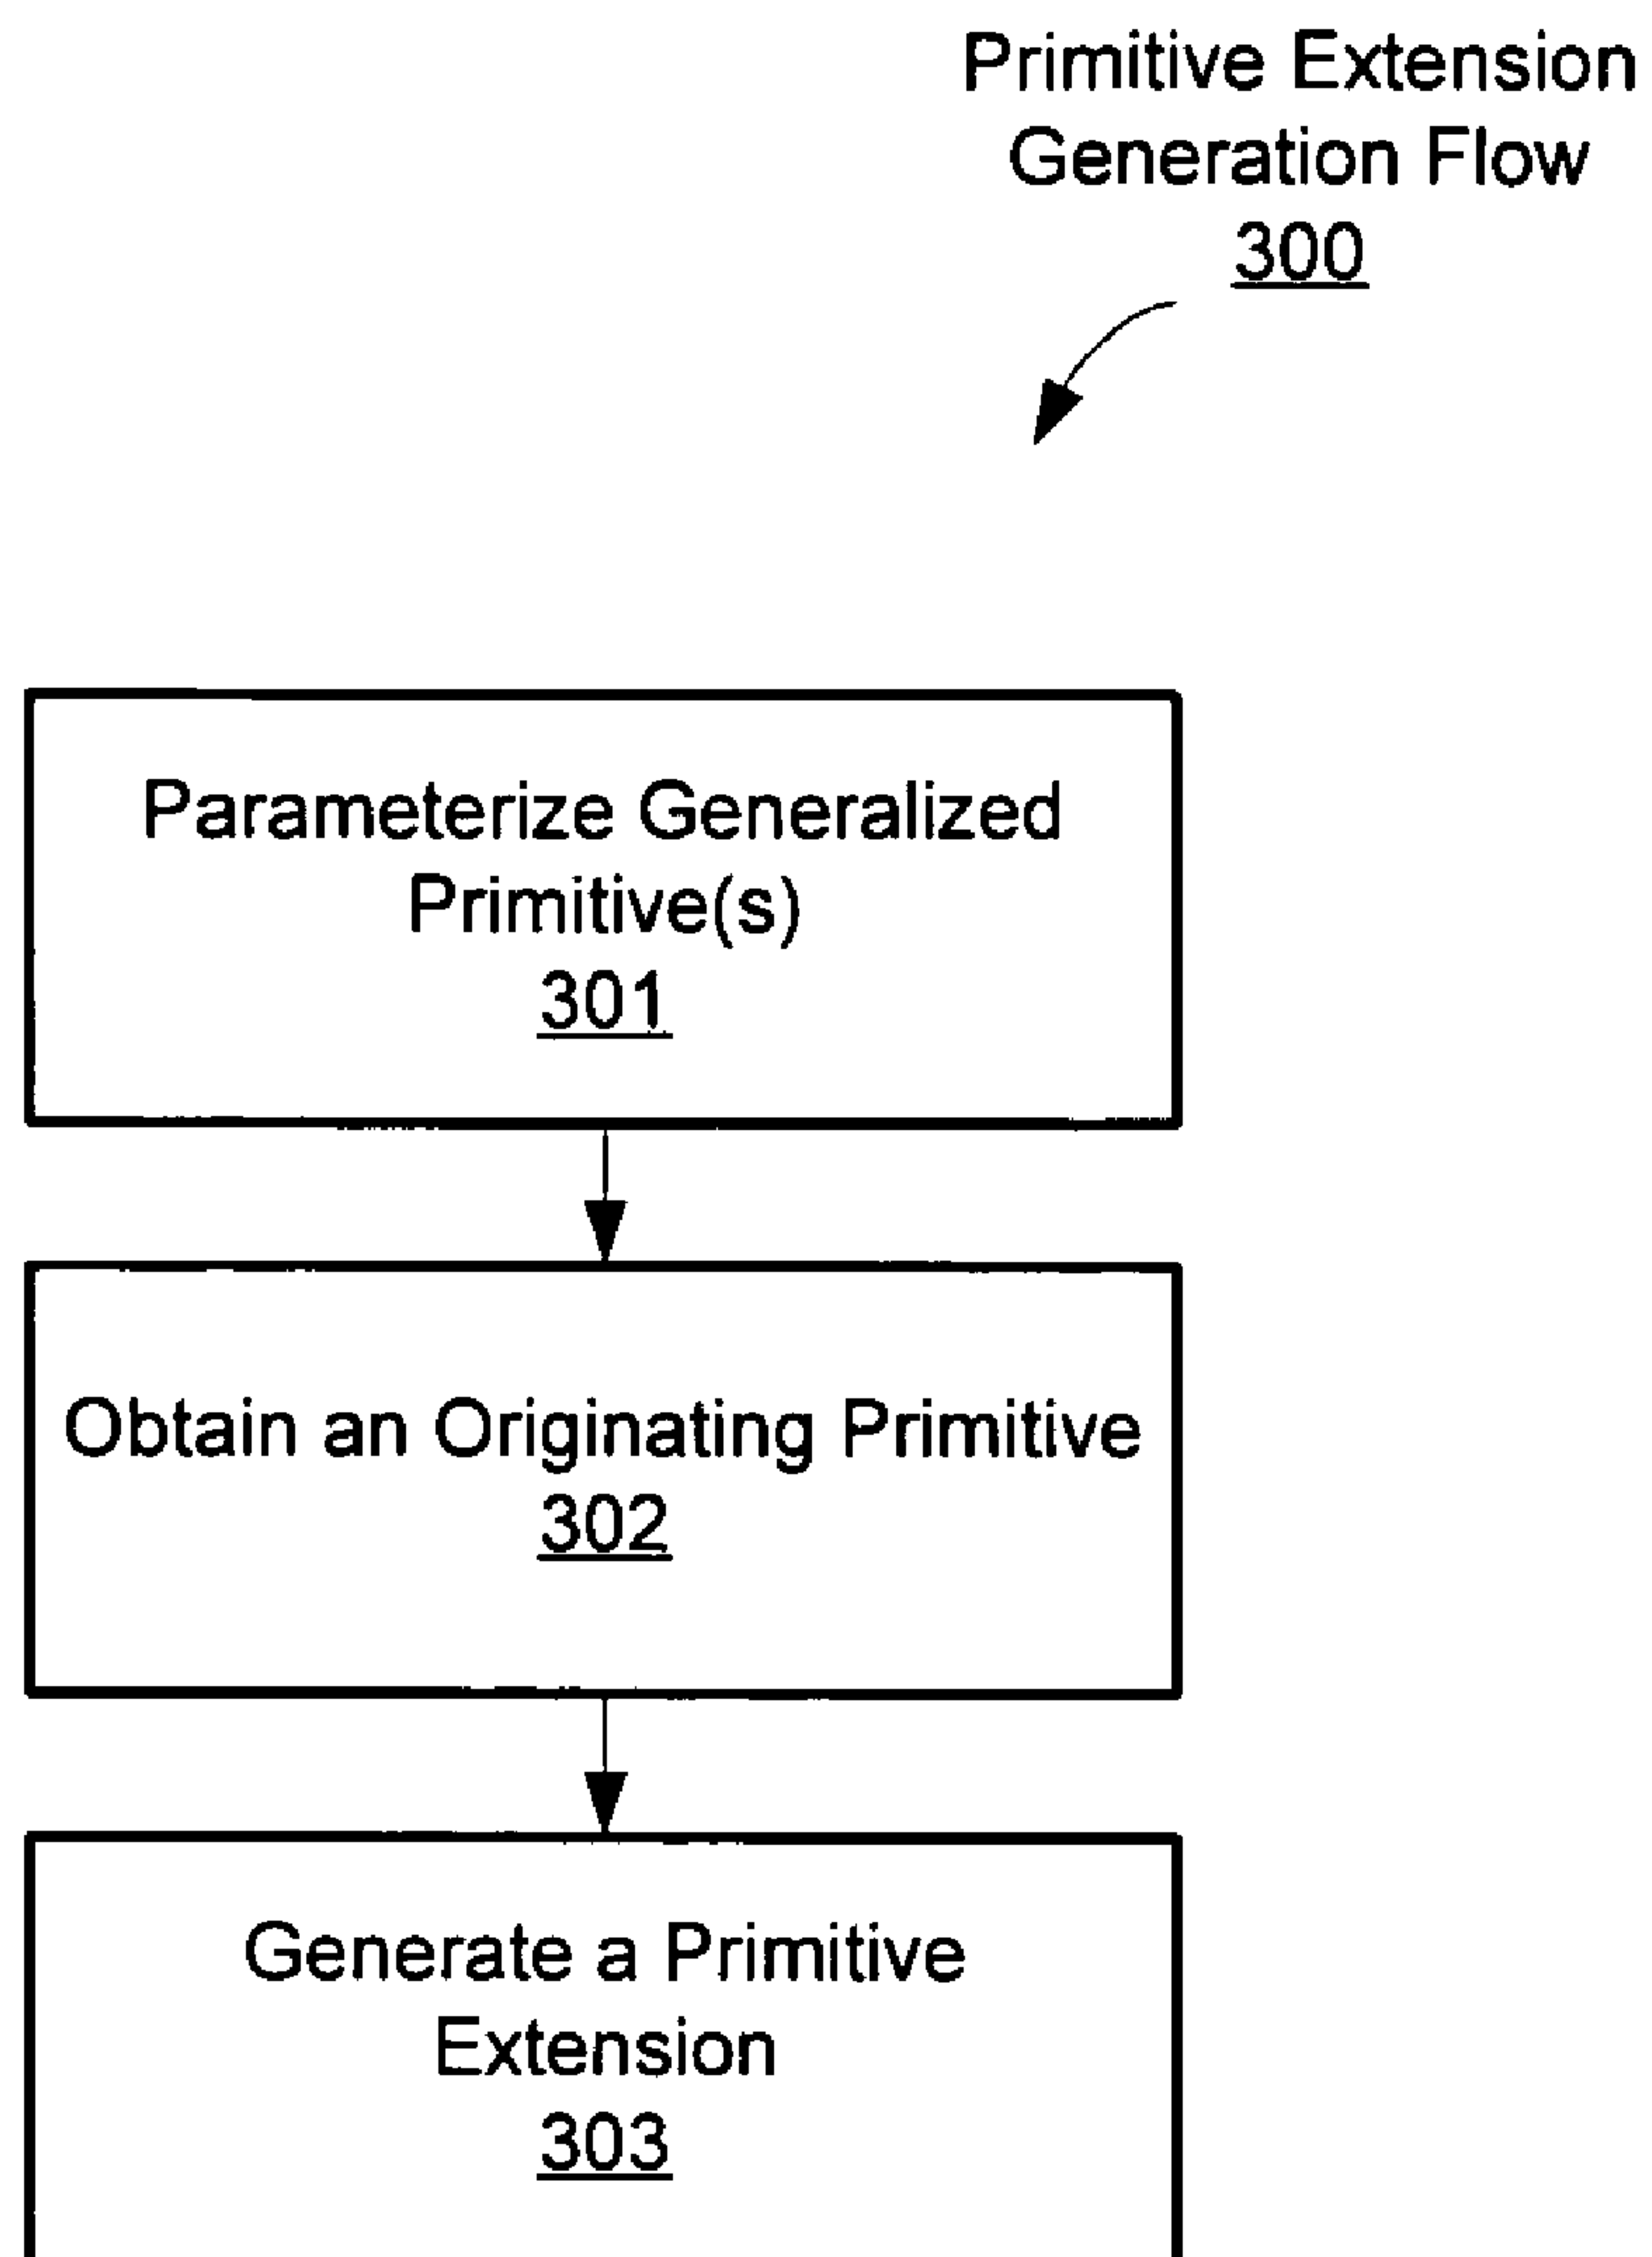 Primitive Extension
Generation Flow
300
Parameterize Generalized
Primitive(s)
301
Obtain an Originating Primitive
302
Generate a Primitive
Extension
303